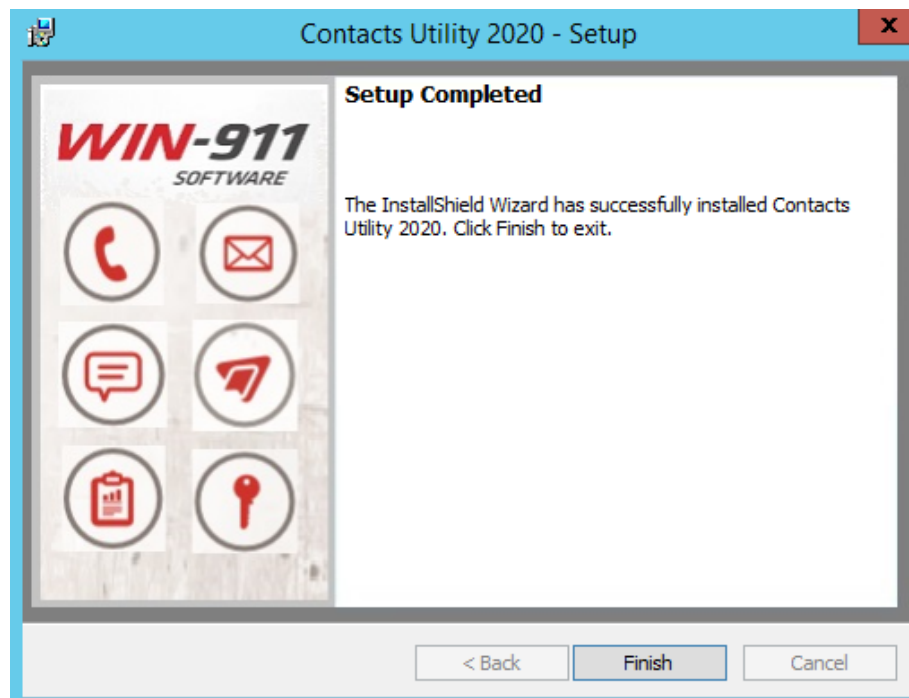 Contacts Utility 2020 - Setup
x
WIN-911
SOFTWARE
Setup Completed
The InstallShield Wizard has successfully installed Contacts
Utility 2020. Click Finish to exit.
< Back
Finish
Cancel